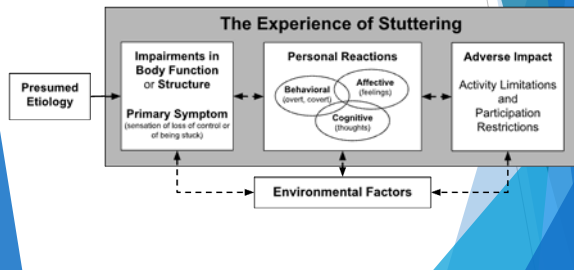 The Experience of Stuttering
Presumed
Etiology
Impairments in
Body Function
or Structure
Primary Symptom
(sensation of loss of control or
of being stuck)
Personal Reactions
Behavioral
(overt, covert)
Affective
(feelings)
Cognitive
(thoughts)
Adverse Impact
Activity Limitations
and
Participation
Restrictions
Environmental Factors